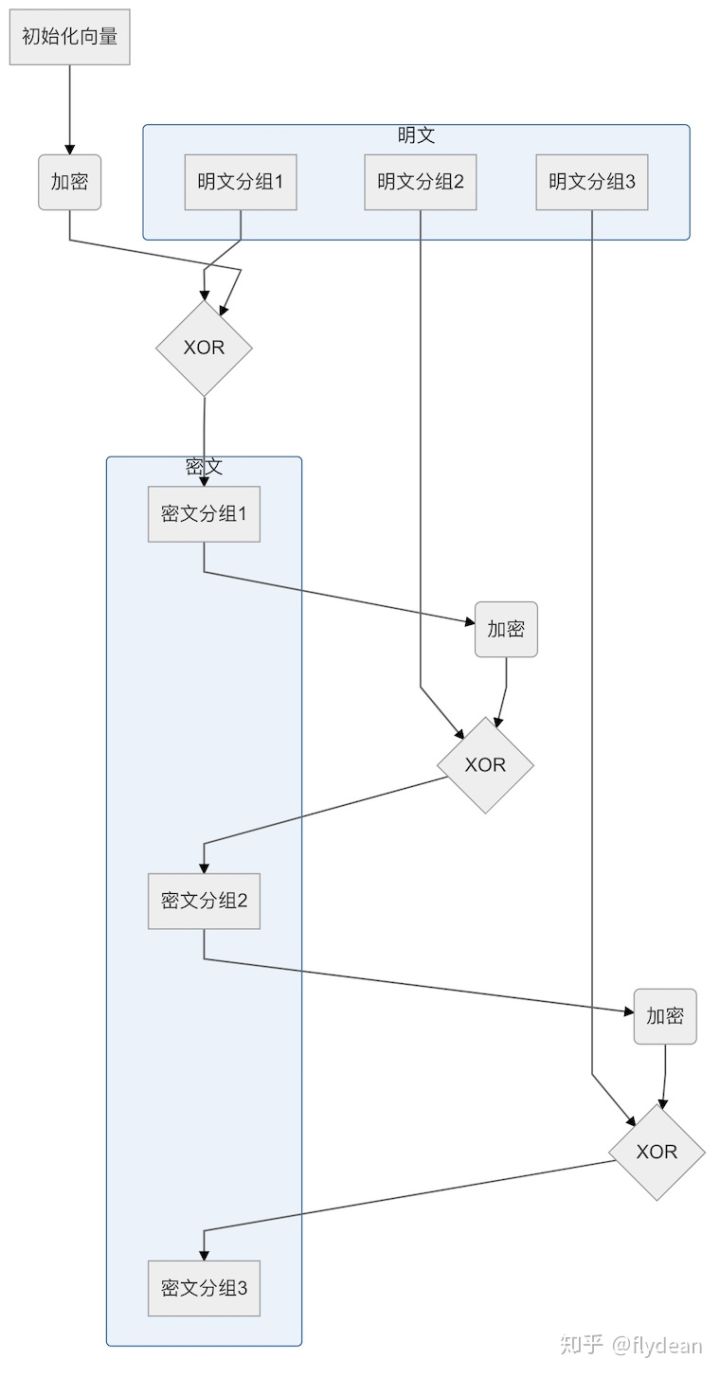 初始化向量
明文
加密
明文分组1
明文分组2
明文分组3
XOR
密文
密文分组1
加密
XOR
密文分组2
加密
XOR
密文分组3
知乎 @flydean